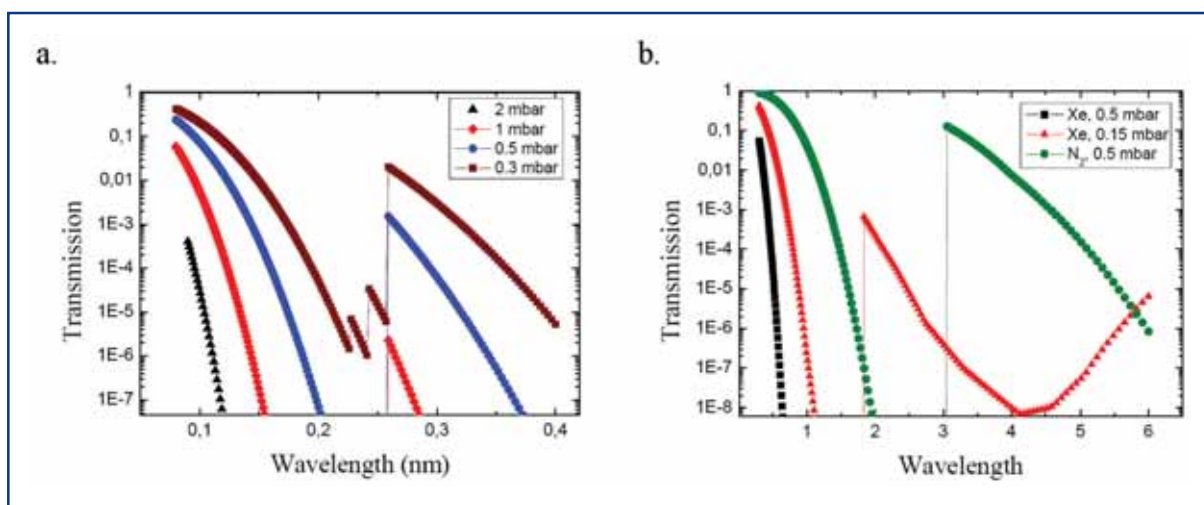 a.
Transmission
1
0,1
0,01
1E-3
1E-4
1E-5
1E-6
1E-7
2 mbar
1 mbar
0.5 mbar
0.3 mbar
0,1 0,2 0,3 0,4
Wavelength (nm)
b.
Transmission
1
0,1
0,01
1E-3
1E-4
1E-5
1E-6
1E-7
1E-8
Xe, 0.5 mbar
Xe, 0.15 mbar
N₂, 0.5 mbar
1 2 3 4 5 6
Wavelength